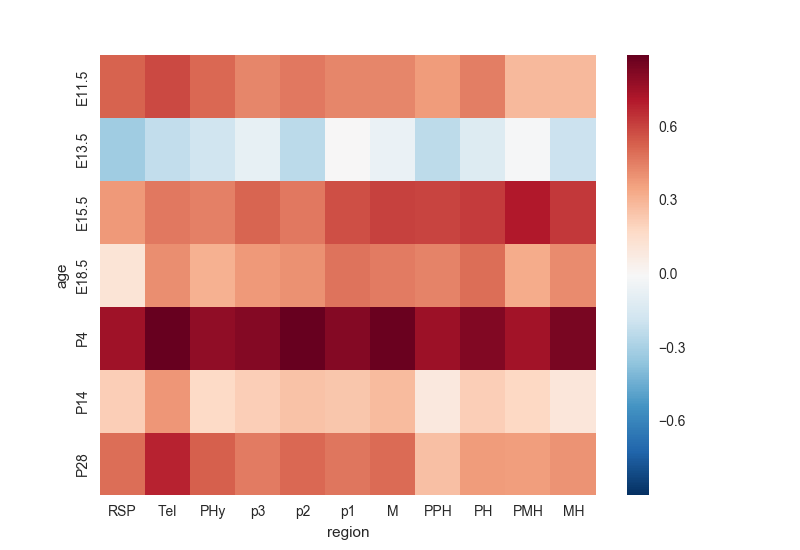 age
E11.5
E13.5
E15.5
E18.5
P4
P14
P28
RSP Tel PHy p3 p2 p1 M PPH PH PMH MH
region
0.6
0.3
0.0
−0.3
−0.6